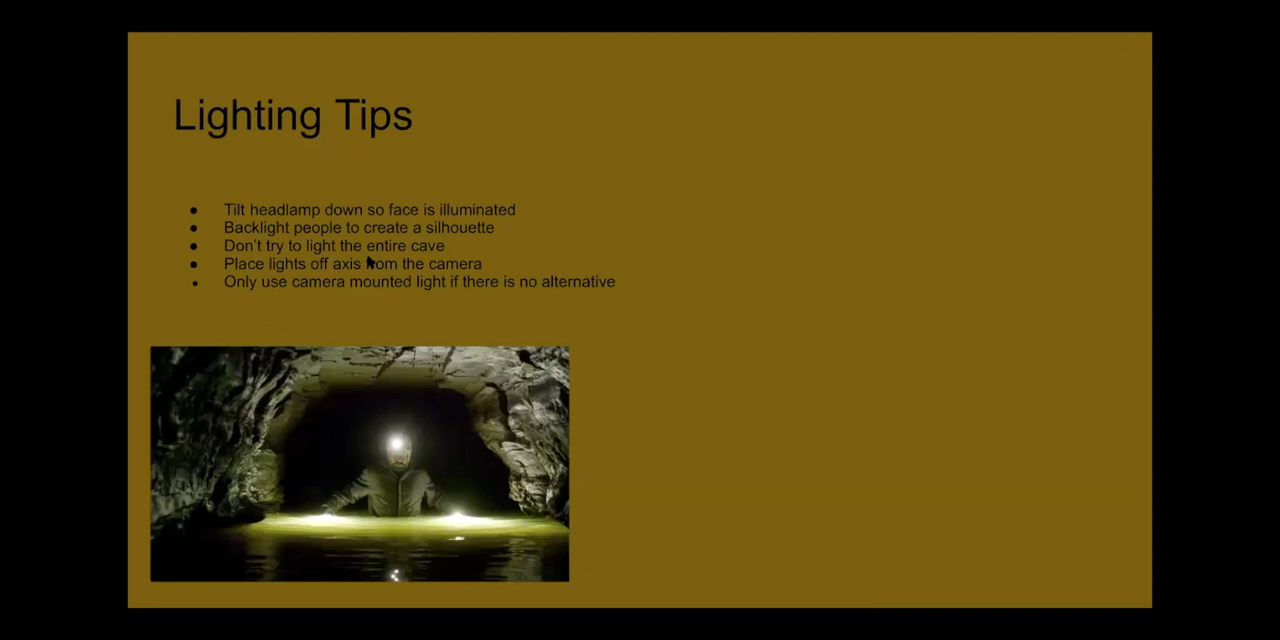 Lighting Tips
● Tilt headlamp down so face is illuminated
● Backlight people to create a silhouette
● Don't try to light the entire cave
● Place lights off axis from the camera
● Only use camera mounted light if there is no alternative